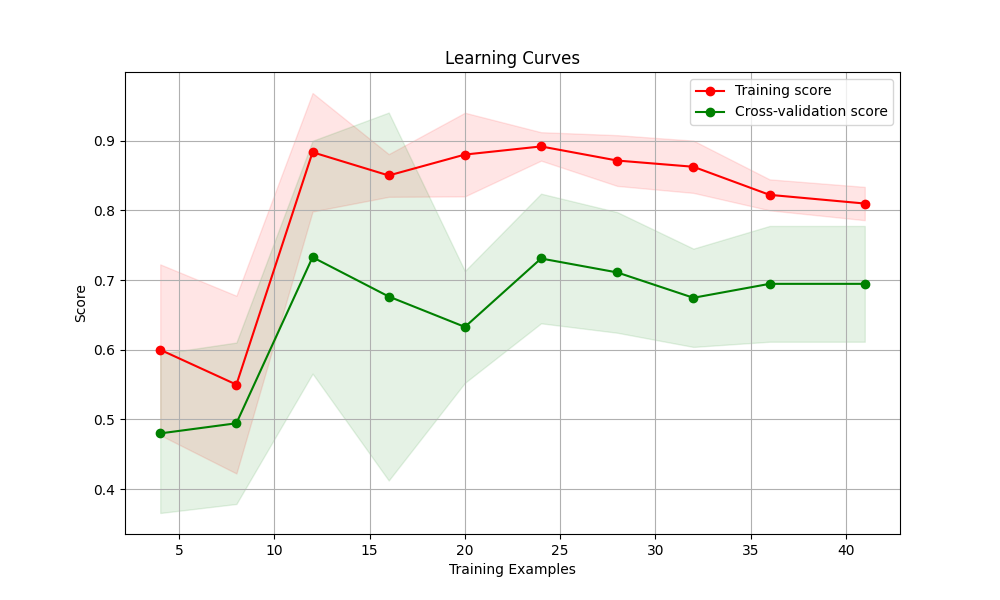 Learning Curves
Training score
Cross-validation score
0.9
0.8
0.7
0.6
0.5
0.4
Score
5 10 15 20 25 30 35 40
Training Examples